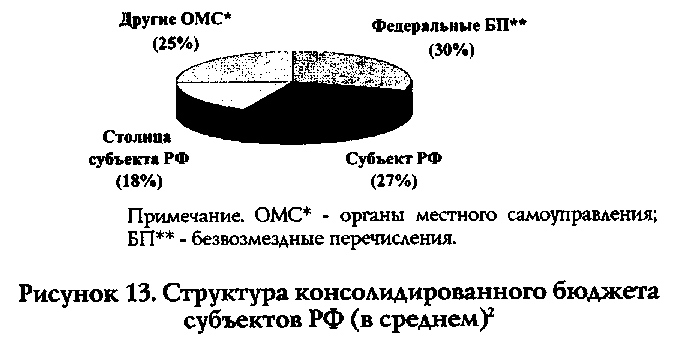 Другие ОМС*
(25%)
Федеральные БП**
(30%)
Столица
субъекта РФ
(18%)
Субъект РФ
(27%)
Примечание. ОМС* - органы местного самоуправления;
БП** - безвозмездные перечисления.
Рисунок 13. Структура консолидированного бюджета
субъектов РФ (в среднем)²